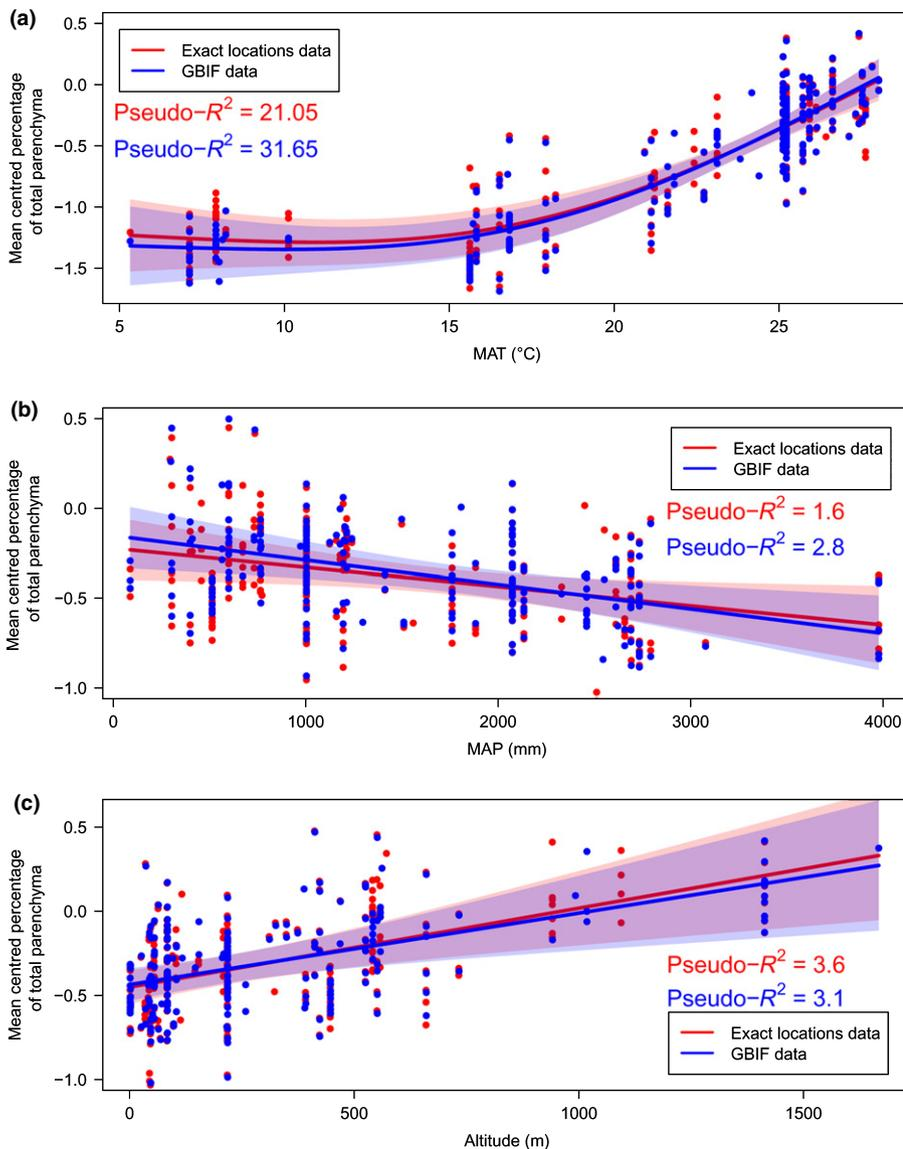 (a)
0.5
0.0
−0.5
−1.0
−1.5
Mean centred percentage
of total parenchyma
Exact locations data
GBIF data
Pseudo−R² = 21.05
Pseudo−R² = 31.65
5 10 15 20 25
MAT (°C)
(b)
0.5
0.0
−0.5
−1.0
Mean centred percentage
of total parenchyma
Exact locations data
GBIF data
Pseudo−R² = 1.6
Pseudo−R² = 2.8
0 1000 2000 3000 4000
MAP (mm)
(c)
0.5
0.0
−0.5
−1.0
Mean centred percentage
of total parenchyma
Pseudo−R² = 3.6
Pseudo−R² = 3.1
Exact locations data
GBIF data
0 500 1000 1500
Altitude (m)